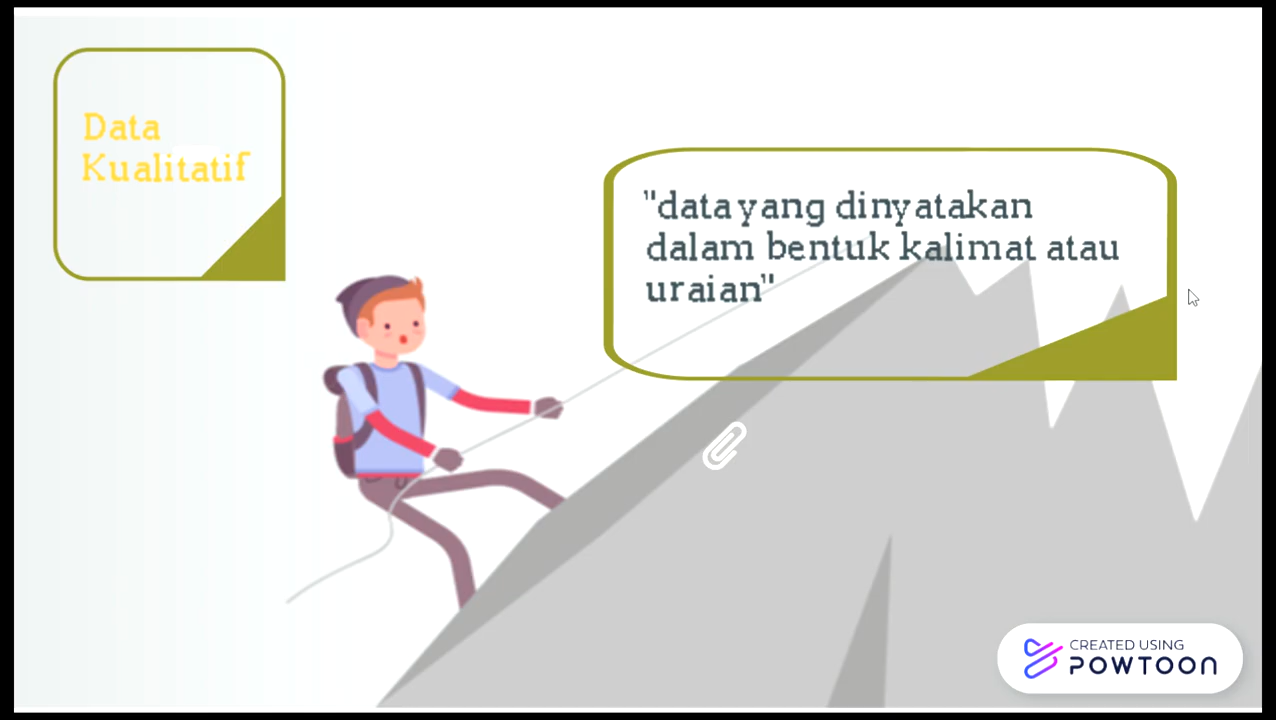 Data
Kualitatif
"data yang dinyatakan
dalam bentuk kalimat atau
uraian"
CREATED USING
POWTOON